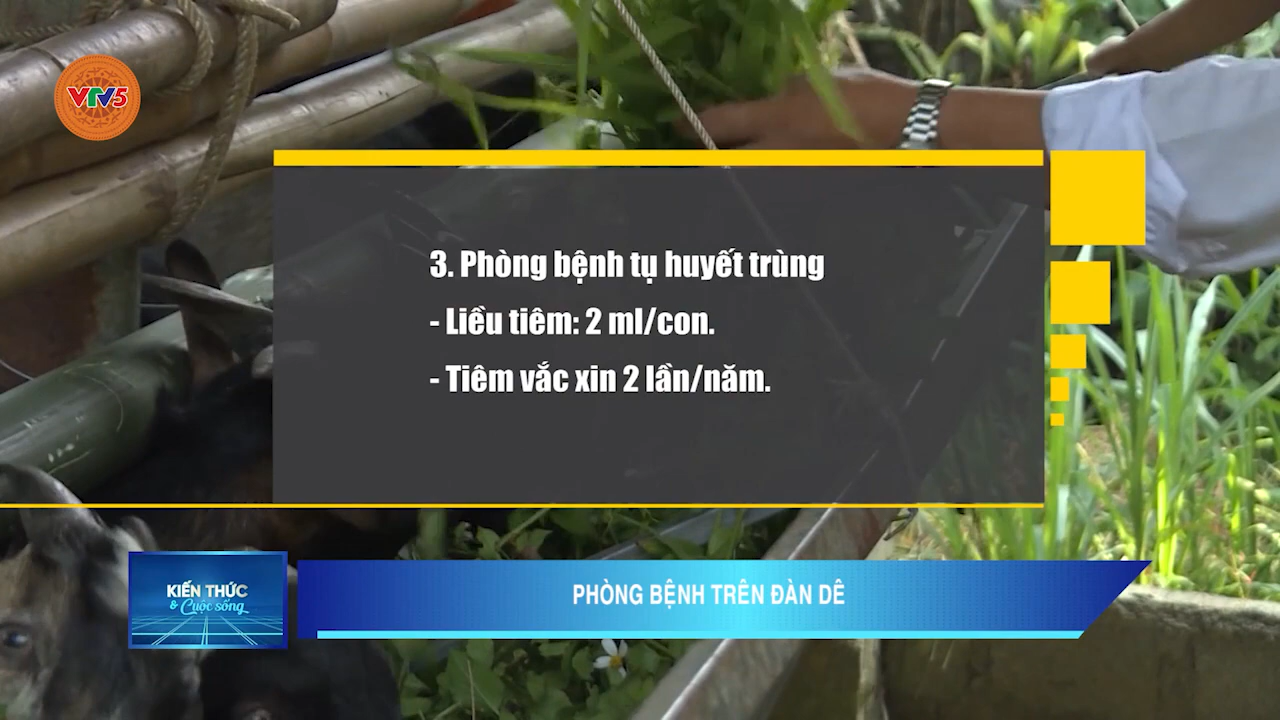 VTV5
3. Phòng bệnh tụ huyết trùng
- Liều tiêm: 2 ml/con.
- Tiêm vắc xin 2 lần/năm.
KIẾN THỨC
& Cuộc sống
PHÒNG BỆNH TRÊN ĐÀN DÊ